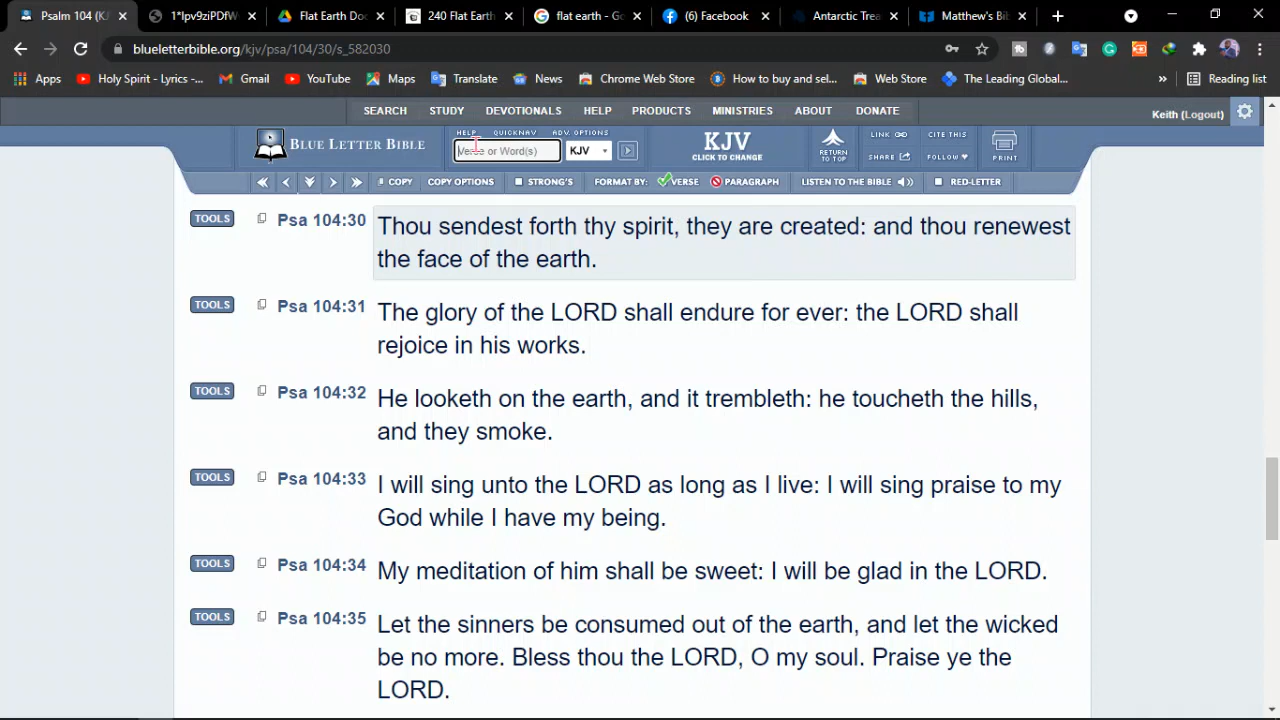 Psalm 104 (KJ
1*Ipv9ziPDfW
Flat Earth Doc
240 Flat Earth
flat earth - Go
(6) Facebook
Antarctic Trea
Matthew's Bib
blueletterbible.org/kjv/psa/104/30/s_582030
Apps
Holy Spirit - Lyrics -...
Gmail
YouTube
Maps
Translate
News
Chrome Web Store
How to buy and sel...
Web Store
The Leading Global...
»
Reading list
SEARCH STUDY DEVOTIONALS HELP PRODUCTS MINISTRIES ABOUT DONATE
Keith (Logout)
BLUE LETTER BIBLE
HELP QUICKNAV ADV. OPTIONS
Verse or Word(s)
KJV
KJV
CLICK TO CHANGE
RETURN
TO TOP
LINK
CITE THIS
SHARE
FOLLOW
PRINT
COPY COPY OPTIONS STRONG'S FORMAT BY: VERSE PARAGRAPH LISTEN TO THE BIBLE RED-LETTER
TOOLS Psa 104:30 Thou sendest forth thy spirit, they are created: and thou renewest
the face of the earth.
TOOLS Psa 104:31 The glory of the LORD shall endure for ever: the LORD shall
rejoice in his works.
TOOLS Psa 104:32 He looketh on the earth, and it trembleth: he toucheth the hills,
and they smoke.
TOOLS Psa 104:33 I will sing unto the LORD as long as I live: I will sing praise to my
God while I have my being.
TOOLS Psa 104:34 My meditation of him shall be sweet: I will be glad in the LORD.
TOOLS Psa 104:35 Let the sinners be consumed out of the earth, and let the wicked
be no more. Bless thou the LORD, O my soul. Praise ye the
LORD.